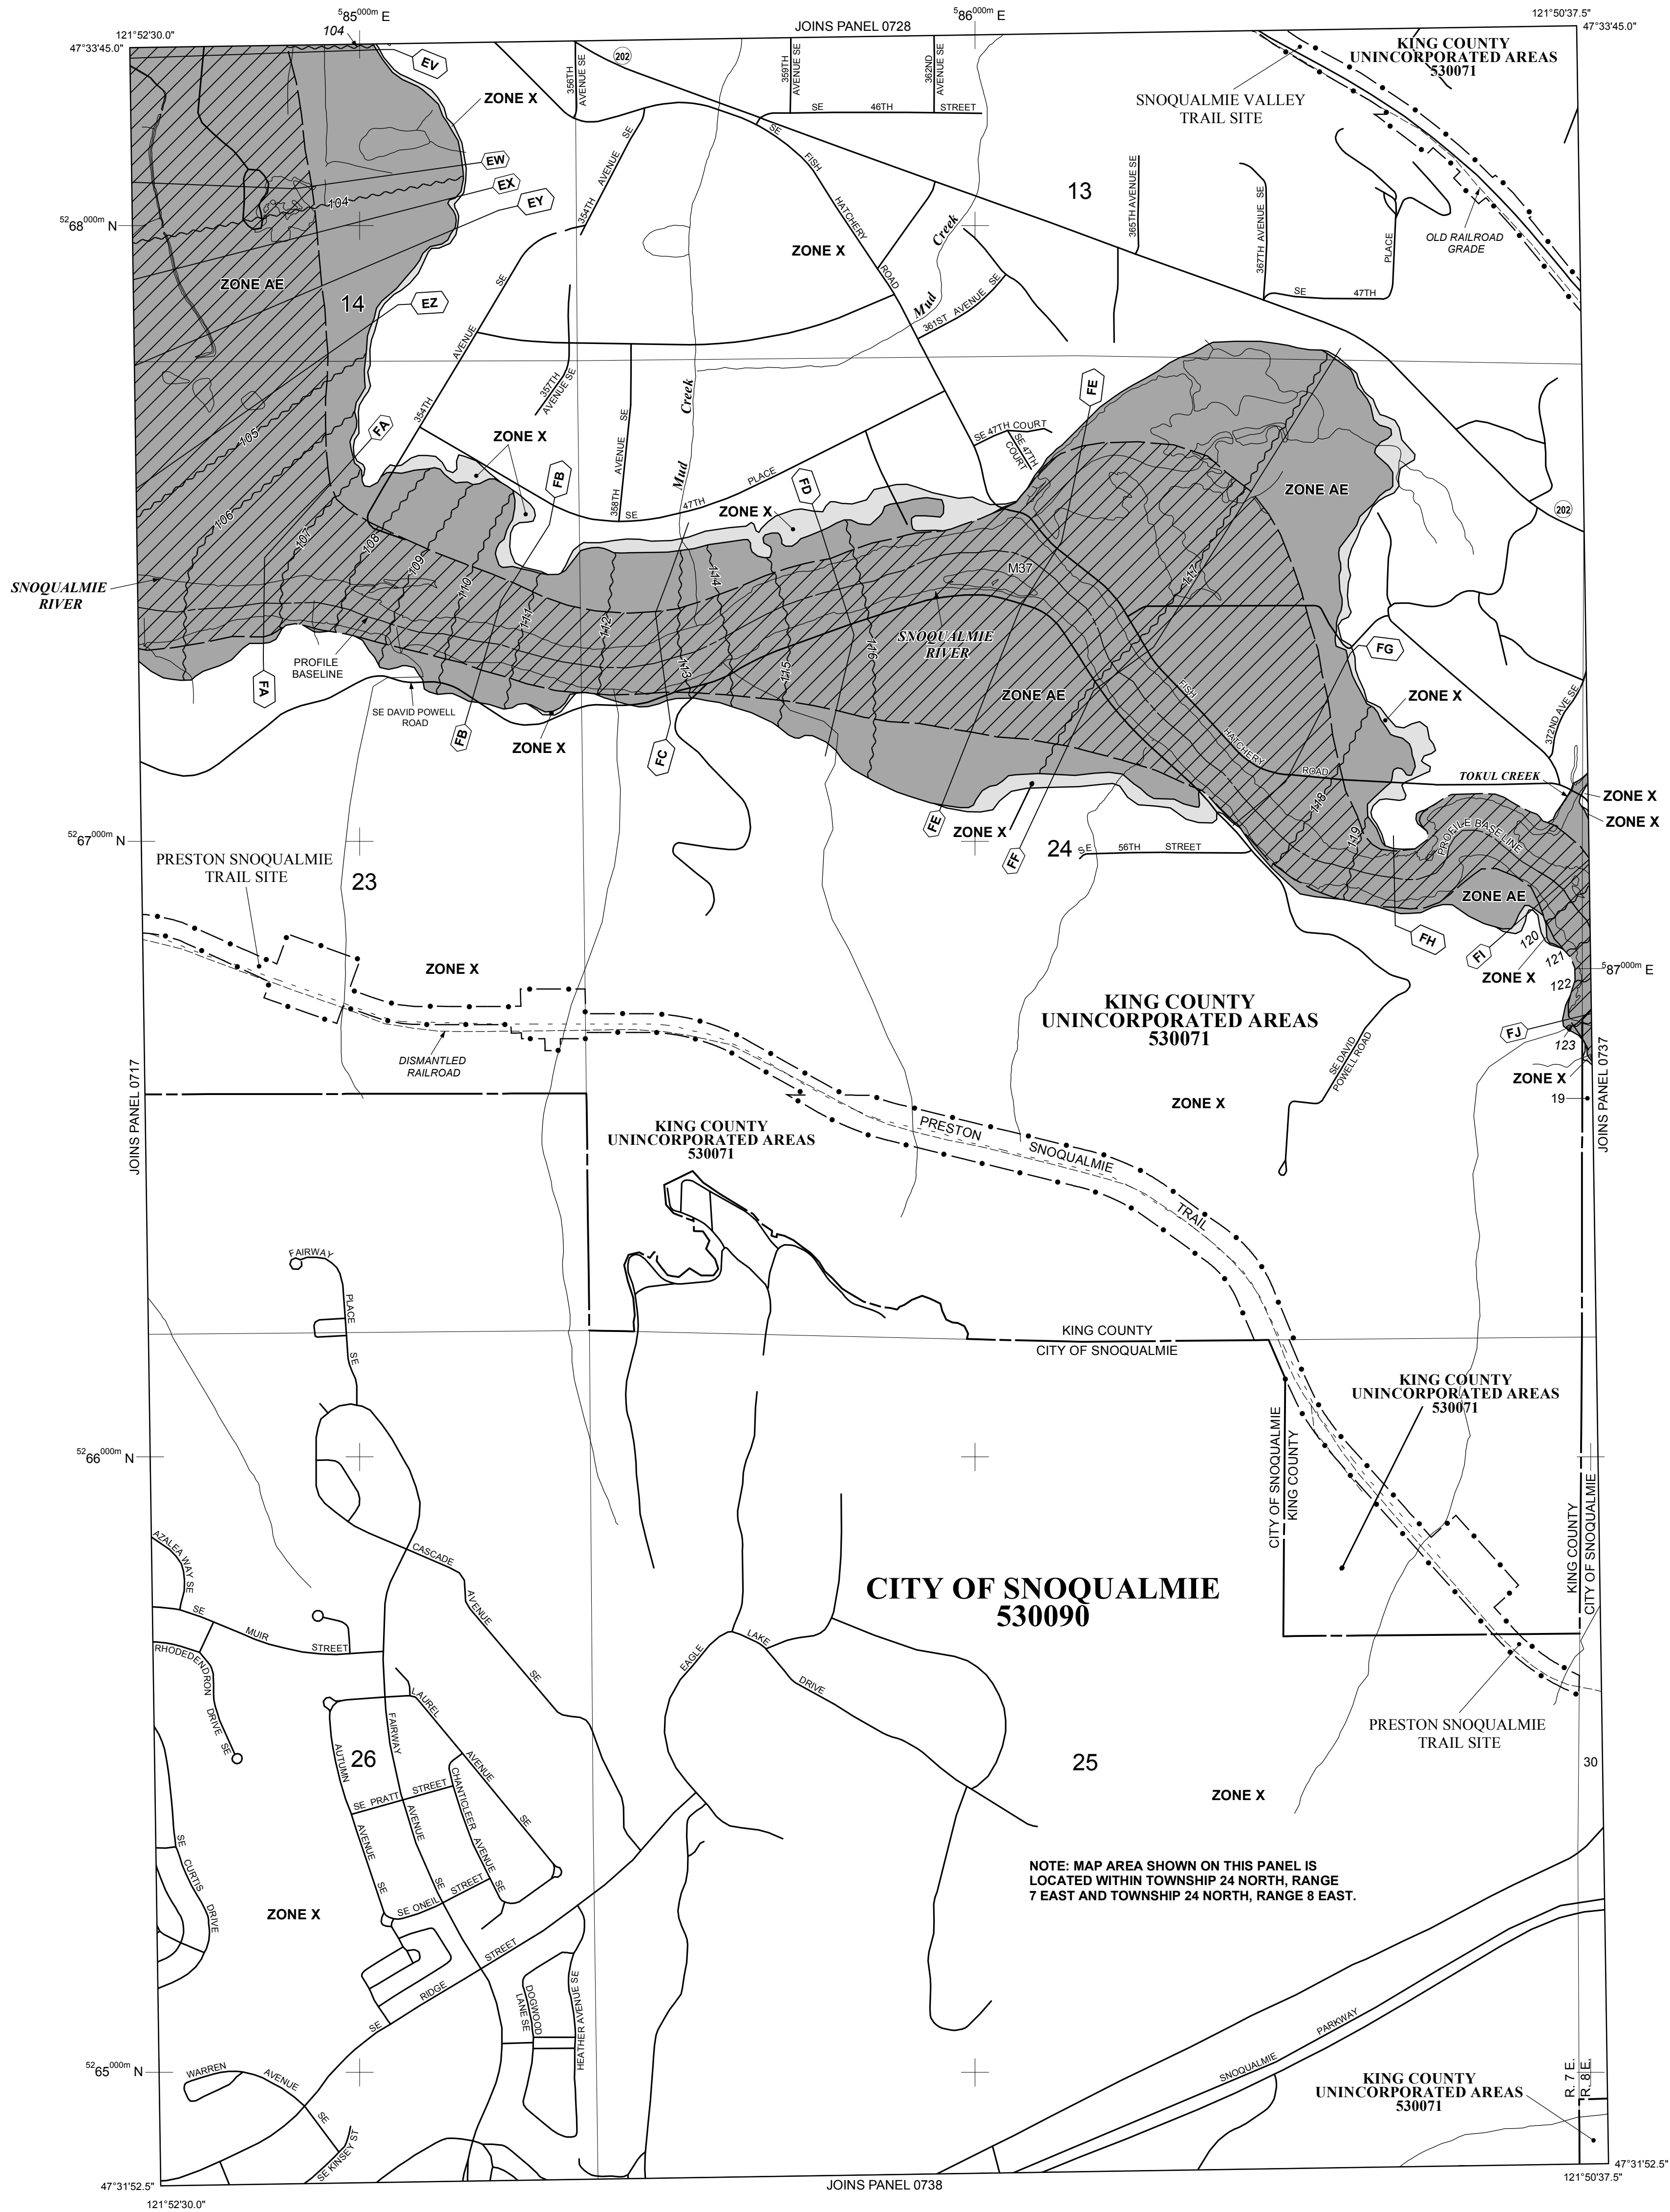 121°52'30.0"
47°33'45.0"
104
585000m E
JOINS PANEL 0728
586000m E
121°50'37.5"
47°33'45.0"
EV
ZONE X
356TH
AVENUE SE
202
359TH
AVENUE SE
362ND
AVENUE SE
SE 46TH STREET
KING COUNTY
UNINCORPORATED AREAS
530071
SNOQUALMIE VALLEY
TRAIL SITE
EW
EX
EY
104
354TH AVENUE SE
SE FISH HATCHERY ROAD
13
365TH AVENUE SE
367TH AVENUE SE
PLACE
OLD RAILROAD
GRADE
5268000m N
ZONE AE
14
EZ
ZONE X
Mud Creek
361ST AVENUE SE
SE 47TH
354TH AVENUE SE
357TH
AVENUE SE
358TH AVENUE SE
Mud Creek
FE
FA
ZONE X
FB
SE 47TH PLACE
FD
SE 47TH COURT
SE 47TH
COURT
ZONE AE
202
105
106
107
108
109
110
111
112
113
114
115
116
117
118
119
ZONE X
M37
SNOQUALMIE
RIVER
PROFILE
BASELINE
SNOQUALMIE
RIVER
ZONE AE
FISH HATCHERY ROAD
FG
ZONE X
372ND AVE SE
FA
SE DAVID POWELL
ROAD
FB
ZONE X
FC
TOKUL CREEK
ZONE X
ZONE X
5267000m N
PRESTON SNOQUALMIE
TRAIL SITE
23
FE
ZONE X
FF
24
SE 56TH STREET
PROFILE BASELINE
ZONE AE
FH
FI
120
121
122
ZONE X
587000m E
FJ
123
ZONE X
19
ZONE X
DISMANTLED
RAILROAD
KING COUNTY
UNINCORPORATED AREAS
530071
SE DAVID
POWELL ROAD
ZONE X
JOINS PANEL 0717
JOINS PANEL 0737
KING COUNTY
UNINCORPORATED AREAS
530071
PRESTON SNOQUALMIE TRAIL
FAIRWAY PLACE SE
KING COUNTY
CITY OF SNOQUALMIE
KING COUNTY
UNINCORPORATED AREAS
530071
CITY OF SNOQUALMIE
KING COUNTY
KING COUNTY
CITY OF SNOQUALMIE
5266000m N
AZALEA WAY SE
CASCADE AVENUE SE
SE MUIR STREET
RHODEDENDRON DRIVE SE
CITY OF SNOQUALMIE
530090
EAGLE LAKE DRIVE
LAUREL AVENUE SE
FAIRWAY AVENUE SE
AUTUMN AVENUE SE
26
SE PRATT STREET
CHANTICLEER AVENUE SE
25
PRESTON SNOQUALMIE
TRAIL SITE
30
ZONE X
SE CURTIS DRIVE
SE ONEIL STREET
ZONE X
NOTE: MAP AREA SHOWN ON THIS PANEL IS
LOCATED WITHIN TOWNSHIP 24 NORTH, RANGE
7 EAST AND TOWNSHIP 24 NORTH, RANGE 8 EAST.
SE RIDGE STREET
DOGWOOD
LANE SE
HEATHER AVENUE SE
SNOQUALMIE PARKWAY
5265000m N
WARREN AVENUE SE
SE KINSEY ST
KING COUNTY
UNINCORPORATED AREAS
530071
R. 7 E.
R. 8 E.
47°31'52.5"
121°52'30.0"
JOINS PANEL 0738
47°31'52.5"
121°50'37.5"